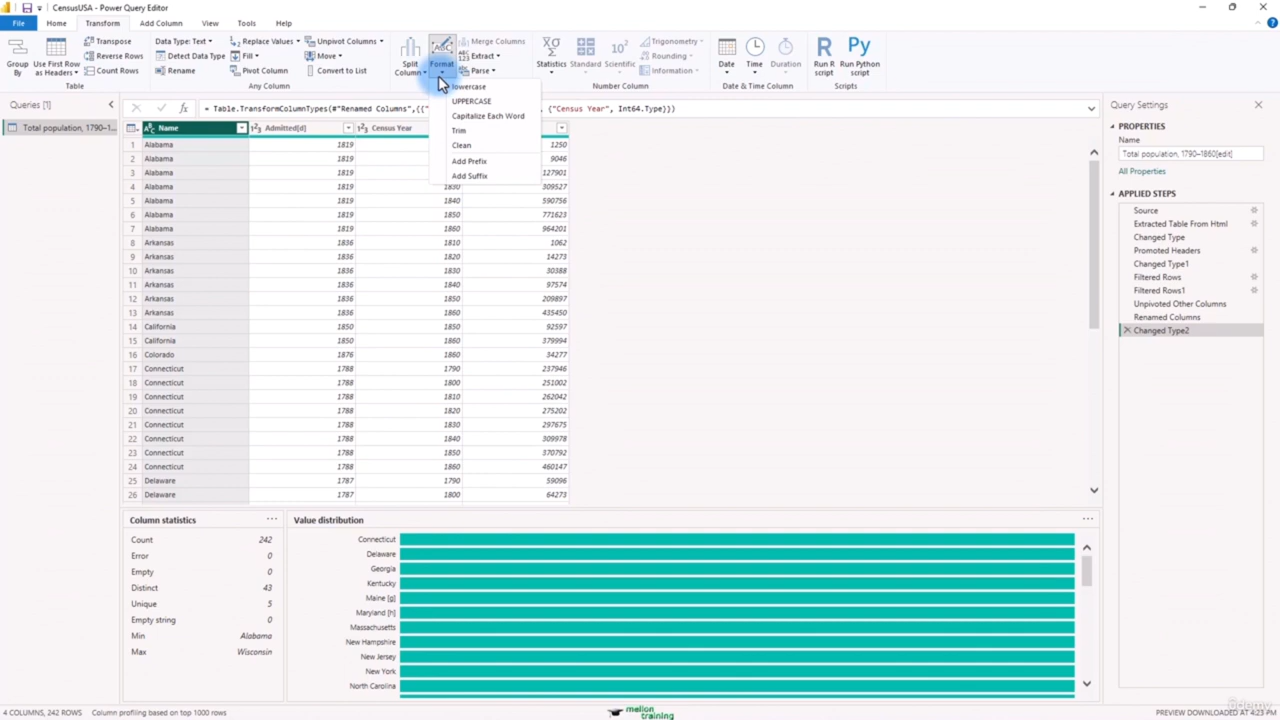 CensusUSA - Power Query Editor
File Home Transform Add Column View Tools Help
Transpose Data Type: Text Replace Values Unpivot Columns Merge Columns Trigonometry
Reverse Rows Detect Data Type Fill Move Extract Rounding
Group By Use First Row as Headers Count Rows Rename Pivot Column Convert to List Split Column Format Parse Statistics Standard Scientific Information Date Time Duration Run R script Run Python script
Table Any Column Number Column Date & Time Column Scripts
lowercase
UPPERCASE
Capitalize Each Word
Trim
Clean
Add Prefix
Add Suffix
Queries [1]
Total population, 1790–1...
= Table.TransformColumnTypes(#"Renamed Columns",{{" , {"Census Year", Int64.Type}})
Name Admitted[d] Census Year
1 Alabama 1819 1250
2 Alabama 1819 9046
3 Alabama 1819 127901
4 Alabama 1819 1830 309527
5 Alabama 1819 1840 590756
6 Alabama 1819 1850 771623
7 Alabama 1819 1860 964201
8 Arkansas 1836 1810 1062
9 Arkansas 1836 1820 14273
10 Arkansas 1836 1830 30388
11 Arkansas 1836 1840 97574
12 Arkansas 1836 1850 209897
13 Arkansas 1836 1860 435450
14 California 1850 1850 92597
15 California 1850 1860 379994
16 Colorado 1876 1860 34277
17 Connecticut 1788 1790 237946
18 Connecticut 1788 1800 251002
19 Connecticut 1788 1810 262042
20 Connecticut 1788 1820 275202
21 Connecticut 1788 1830 297675
22 Connecticut 1788 1840 309978
23 Connecticut 1788 1850 370792
24 Connecticut 1788 1860 460147
25 Delaware 1787 1790 59096
26 Delaware 1787 1800 64273
Query Settings
PROPERTIES
Name
Total population, 1790–1860[edit]
All Properties
APPLIED STEPS
Source
Extracted Table From Html
Changed Type
Promoted Headers
Changed Type1
Filtered Rows
Filtered Rows1
Unpivoted Other Columns
Renamed Columns
Changed Type2
Column statistics
Count 242
Error 0
Empty 0
Distinct 43
Unique 5
Empty string 0
Min Alabama
Max Wisconsin
Value distribution
Connecticut
Delaware
Georgia
Kentucky
Maine [g]
Maryland [h]
Massachusetts
New Hampshire
New Jersey
New York
North Carolina
4 COLUMNS, 242 ROWS Column profiling based on top 1000 rows
melion training
udemy
PREVIEW DOWNLOADED AT 4:23 PM